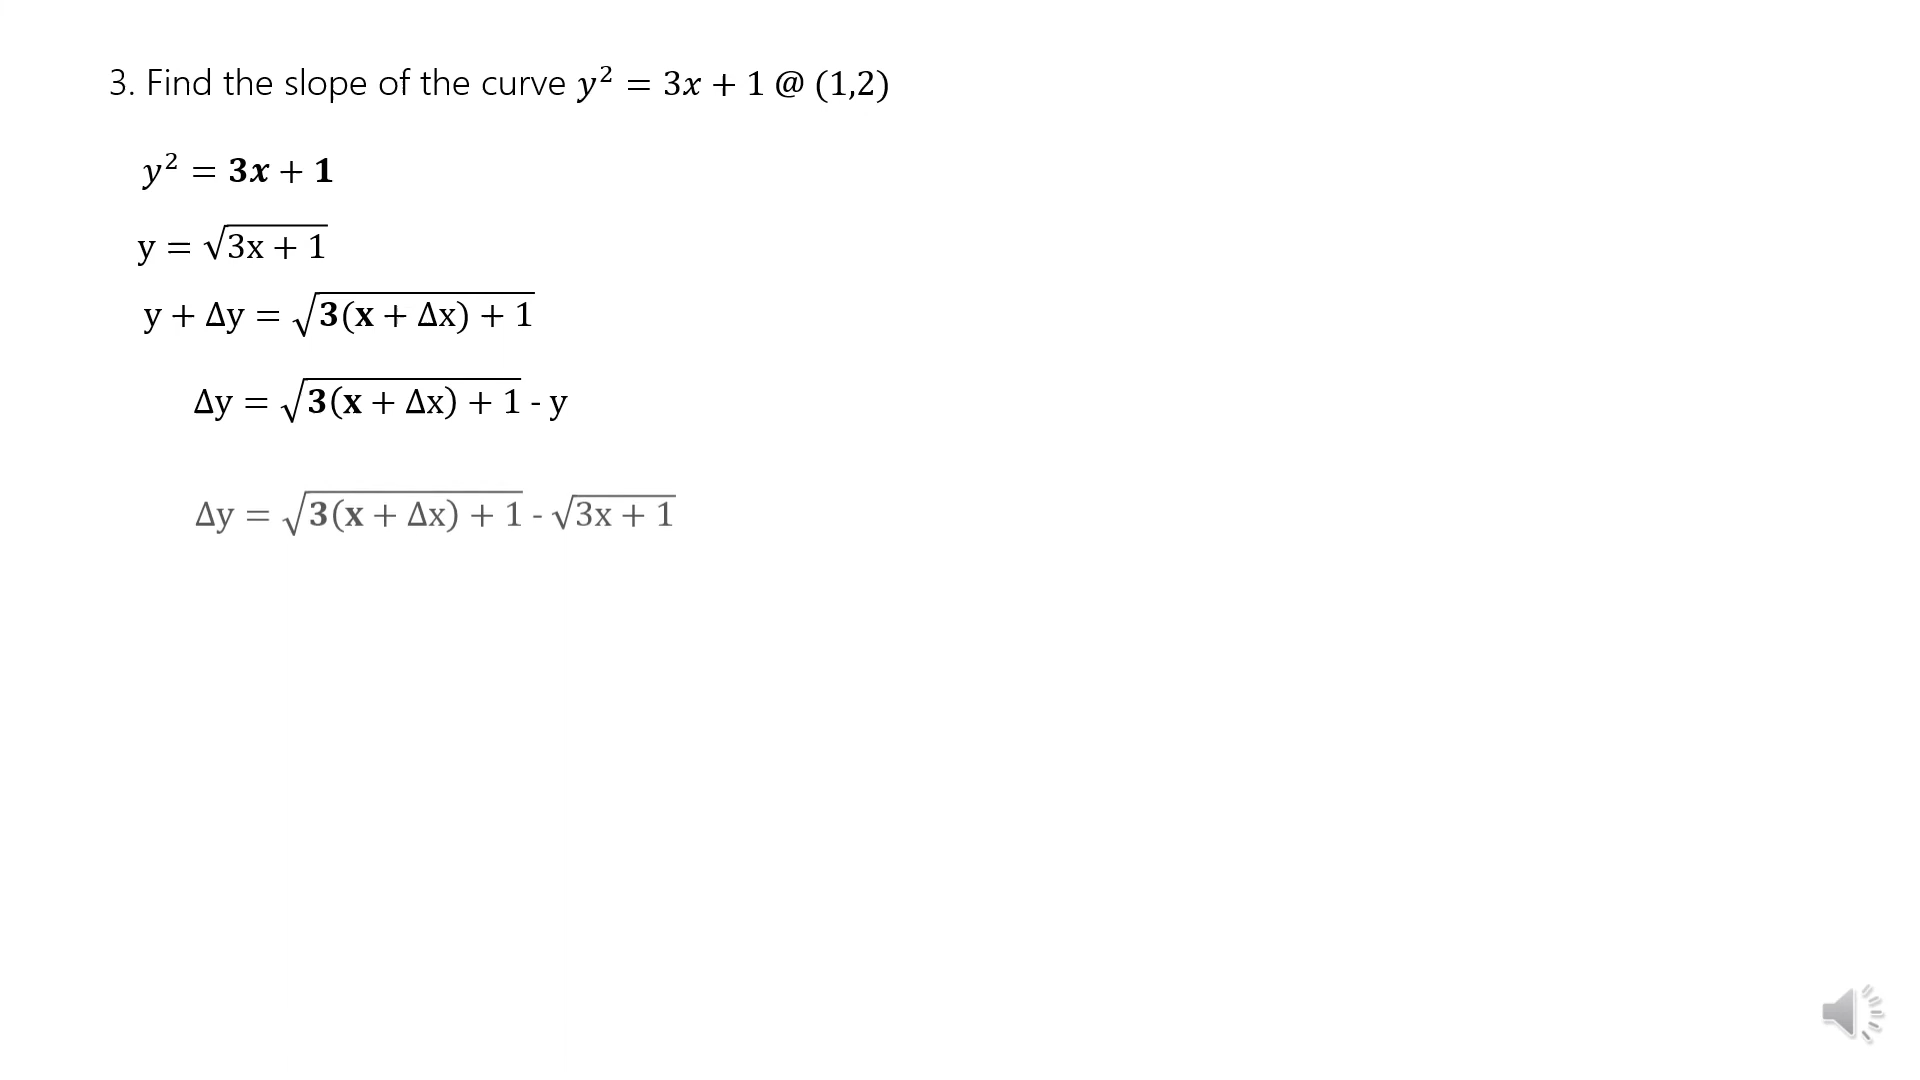 3. Find the slope of the curve y² = 3x + 1 @ (1,2)
y² = 3x + 1
y = √(3x + 1)
y + Δy = √(3(x + Δx) + 1)
Δy = √(3(x + Δx) + 1) - y
Δy = √(3(x + Δx) + 1) - √(3x + 1)